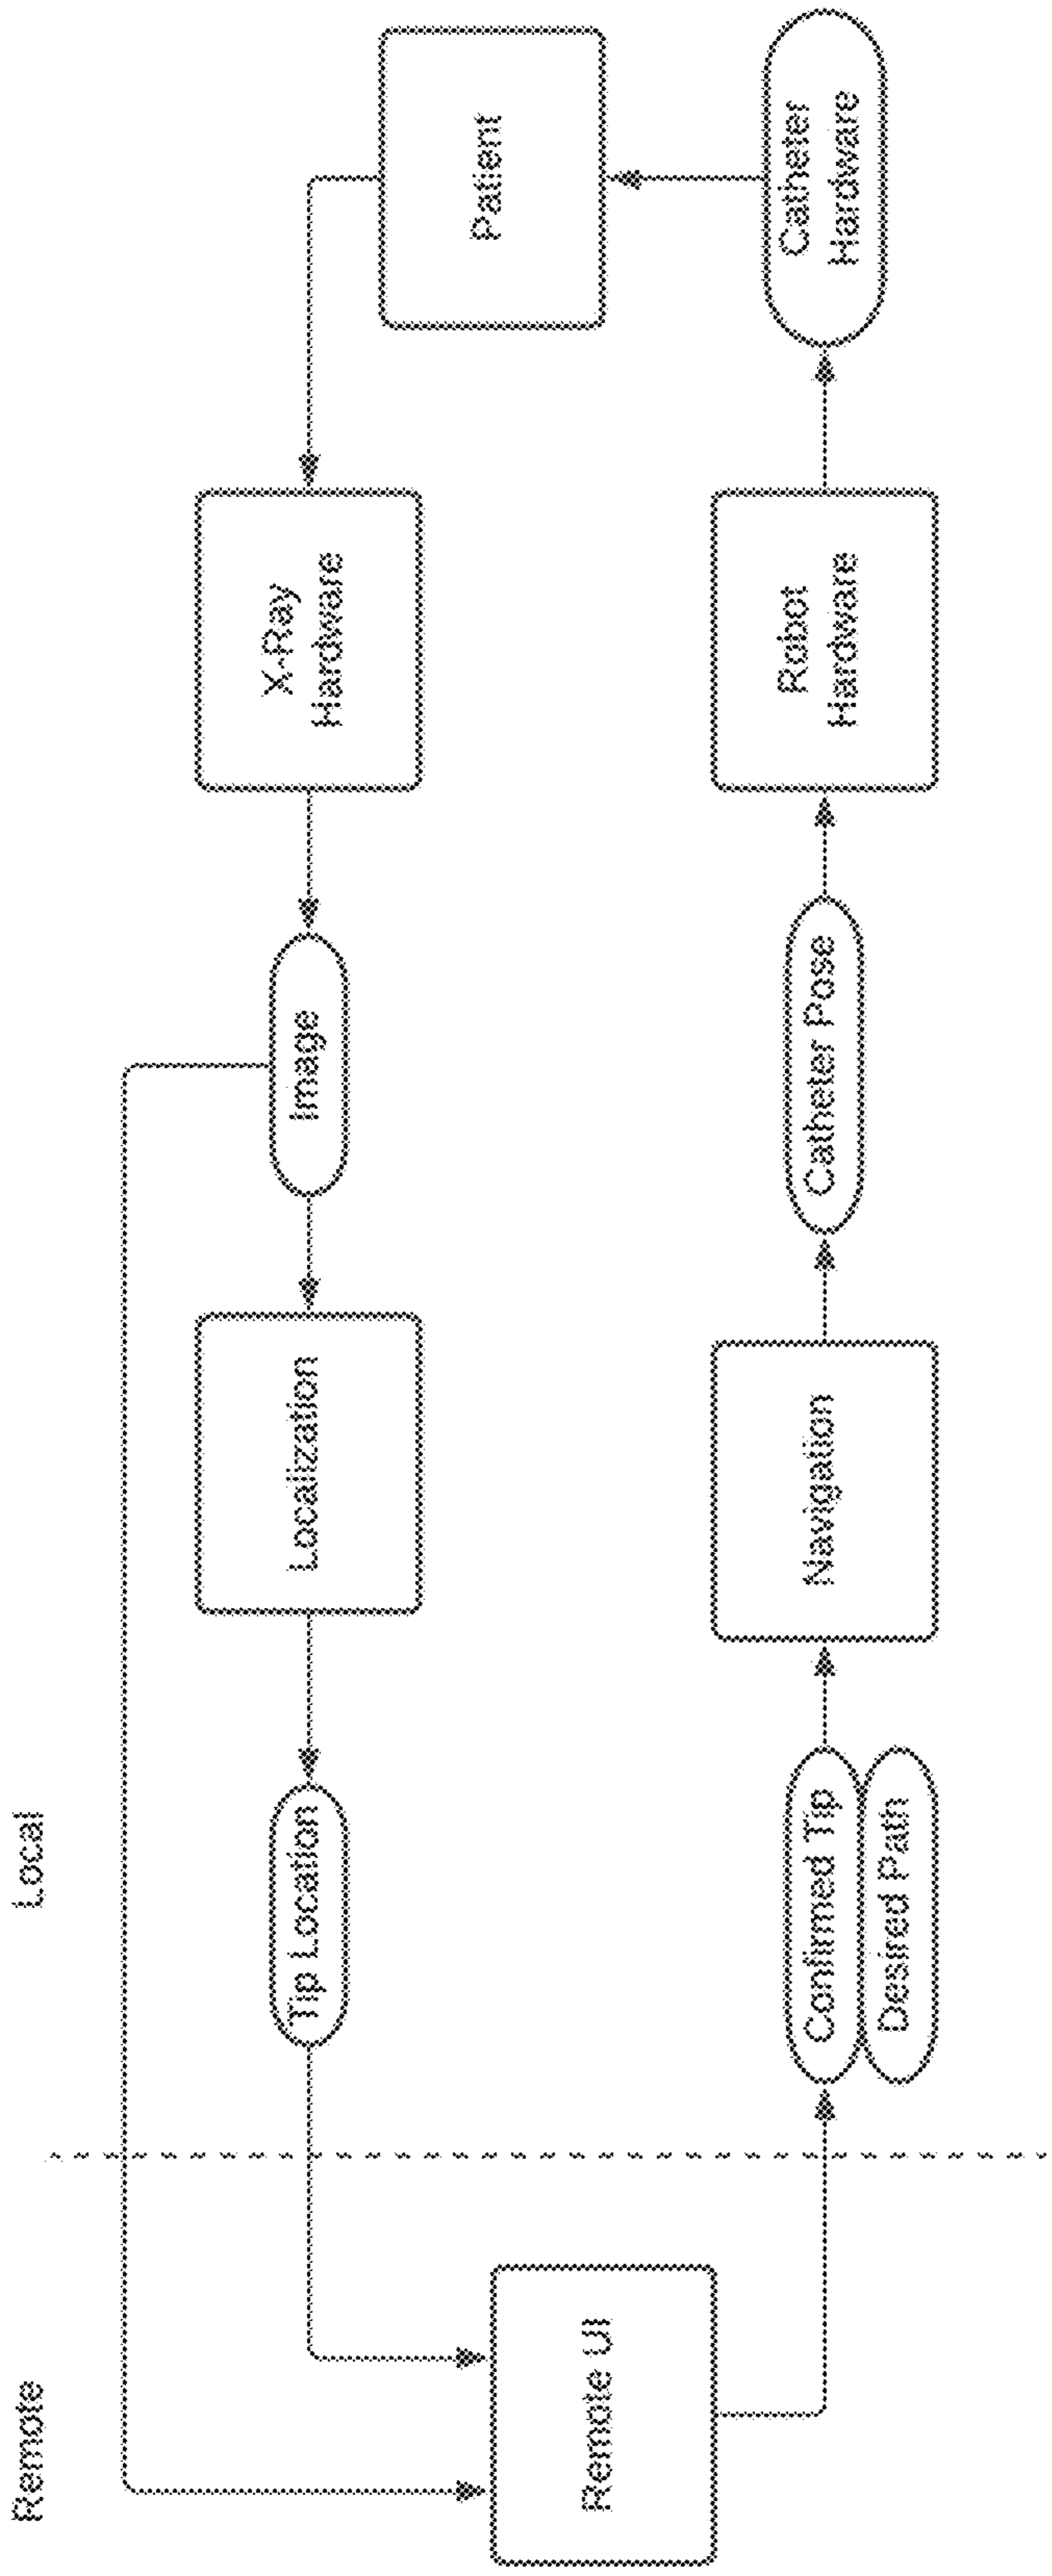 Remote
Local
Tip Location
Localization
Image
X-Ray
Hardware
Remote UI
Patient
Confirmed Tip
Desired Path
Navigation
Catheter Pose
Robot
Hardware
Catheter
Hardware